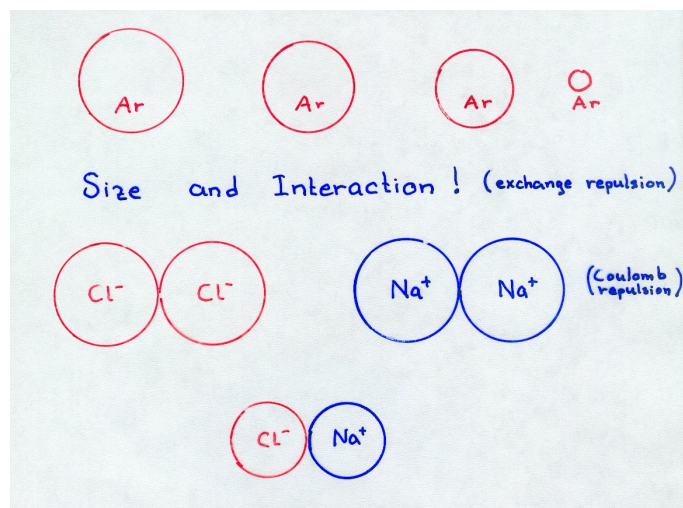 Ar Ar Ar Ar
Size and Interaction ! (exchange repulsion)
Cl⁻ Cl⁻ Na⁺ Na⁺ (Coulomb
repulsion)
Cl⁻ Na⁺